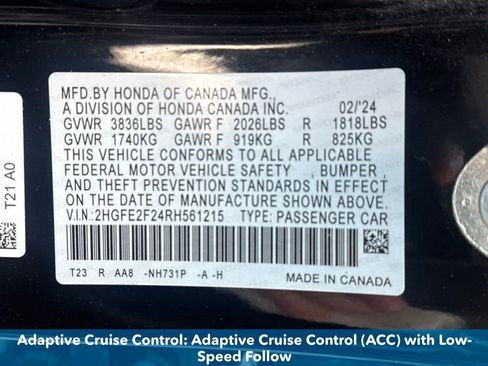 MFD.BY HONDA OF CANADA MFG.,
A DIVISION OF HONDA CANADA INC. 02/'24
GVWR 3836LBS GAWR F 2026LBS R 1818LBS
GVWR 1740KG GAWR F 919KG R 825KG
THIS VEHICLE CONFORMS TO ALL APPLICABLE
FEDERAL MOTOR VEHICLE SAFETY , BUMPER ,
AND THEFT PREVENTION STANDARDS IN EFFECT
ON THE DATE OF MANUFACTURE SHOWN ABOVE.
V.I.N:2HGFE2F24RH561215 TYPE: PASSENGER CAR
T23 R AA8 -NH731P -A -H
MADE IN CANADA
T21 A0
Adaptive Cruise Control: Adaptive Cruise Control (ACC) with Low-
Speed Follow